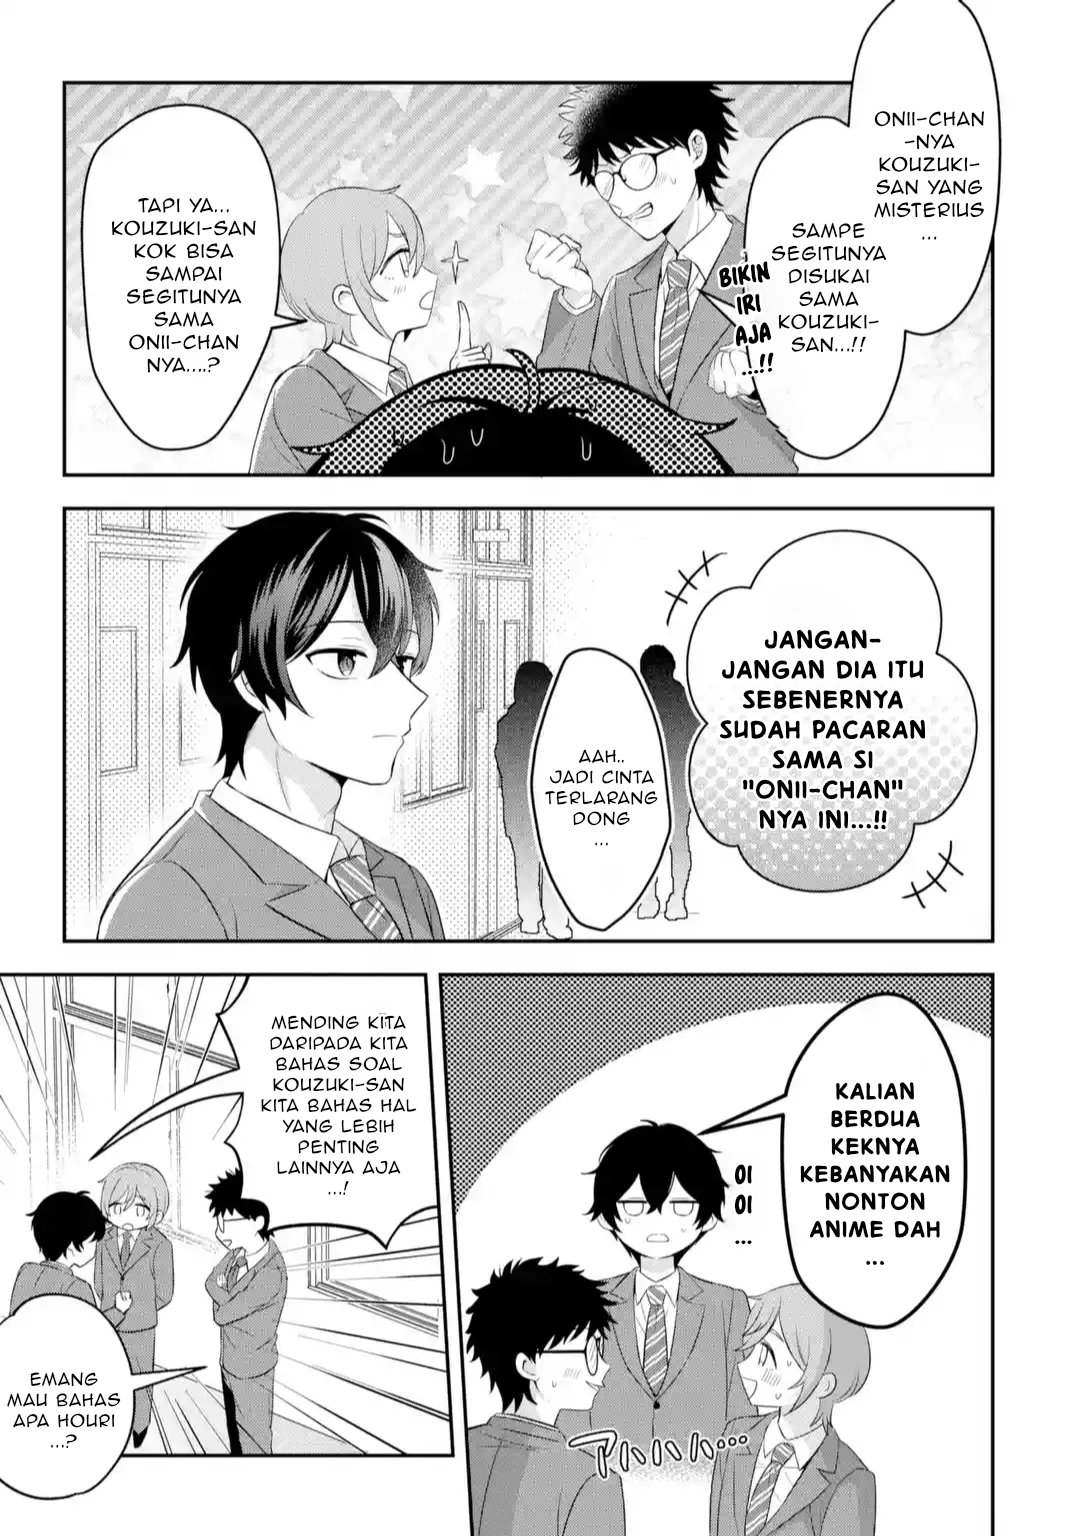 ONII-CHAN
-NYA
KOUZUKI-
SAN YANG
MISTERIUS
...
SAMPE
SEGITUNYA
DISUKAI
SAMA
KOUZUKI-
SAN...!!
BIKIN
IRI
AJA
...!!
TAPI YA...
KOUZUKI-SAN
KOK BISA
SAMPAI
SEGITUNYA
SAMA
ONII-CHAN
NYA....?
JANGAN-
JANGAN DIA ITU
SEBENERNYA
SUDAH PACARAN
SAMA SI
"ONII-CHAN"
NYA INI...!!
AAH..
JADI CINTA
TERLARANG
DONG
...
KALIAN
BERDUA
KEKNYA
KEBANYAKAN
NONTON
ANIME DAH
...
OI
OI
...
アハハハハ…
MENDING KITA
DARIPADA KITA
BAHAS SOAL
KOUZUKI-SAN
KITA BAHAS HAL
YANG LEBIH
PENTING
LAINNYA AJA
...!
EMANG
MAU BAHAS
APA HOURI
...?